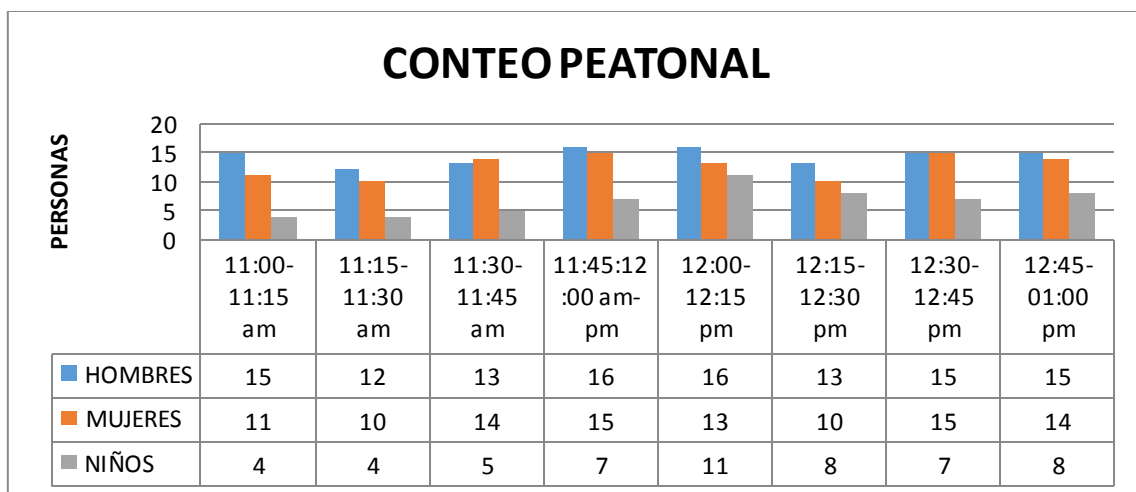 CONTEO PEATONAL
PERSONAS
20
15
10
5
0
11:00-11:15 am
11:15-11:30 am
11:30-11:45 am
11:45:12:00 am-pm
12:00-12:15 pm
12:15-12:30 pm
12:30-12:45 pm
12:45-01:00 pm
HOMBRES 15 12 13 16 16 13 15 15
MUJERES 11 10 14 15 13 10 15 14
NIÑOS 4 4 5 7 11 8 7 8